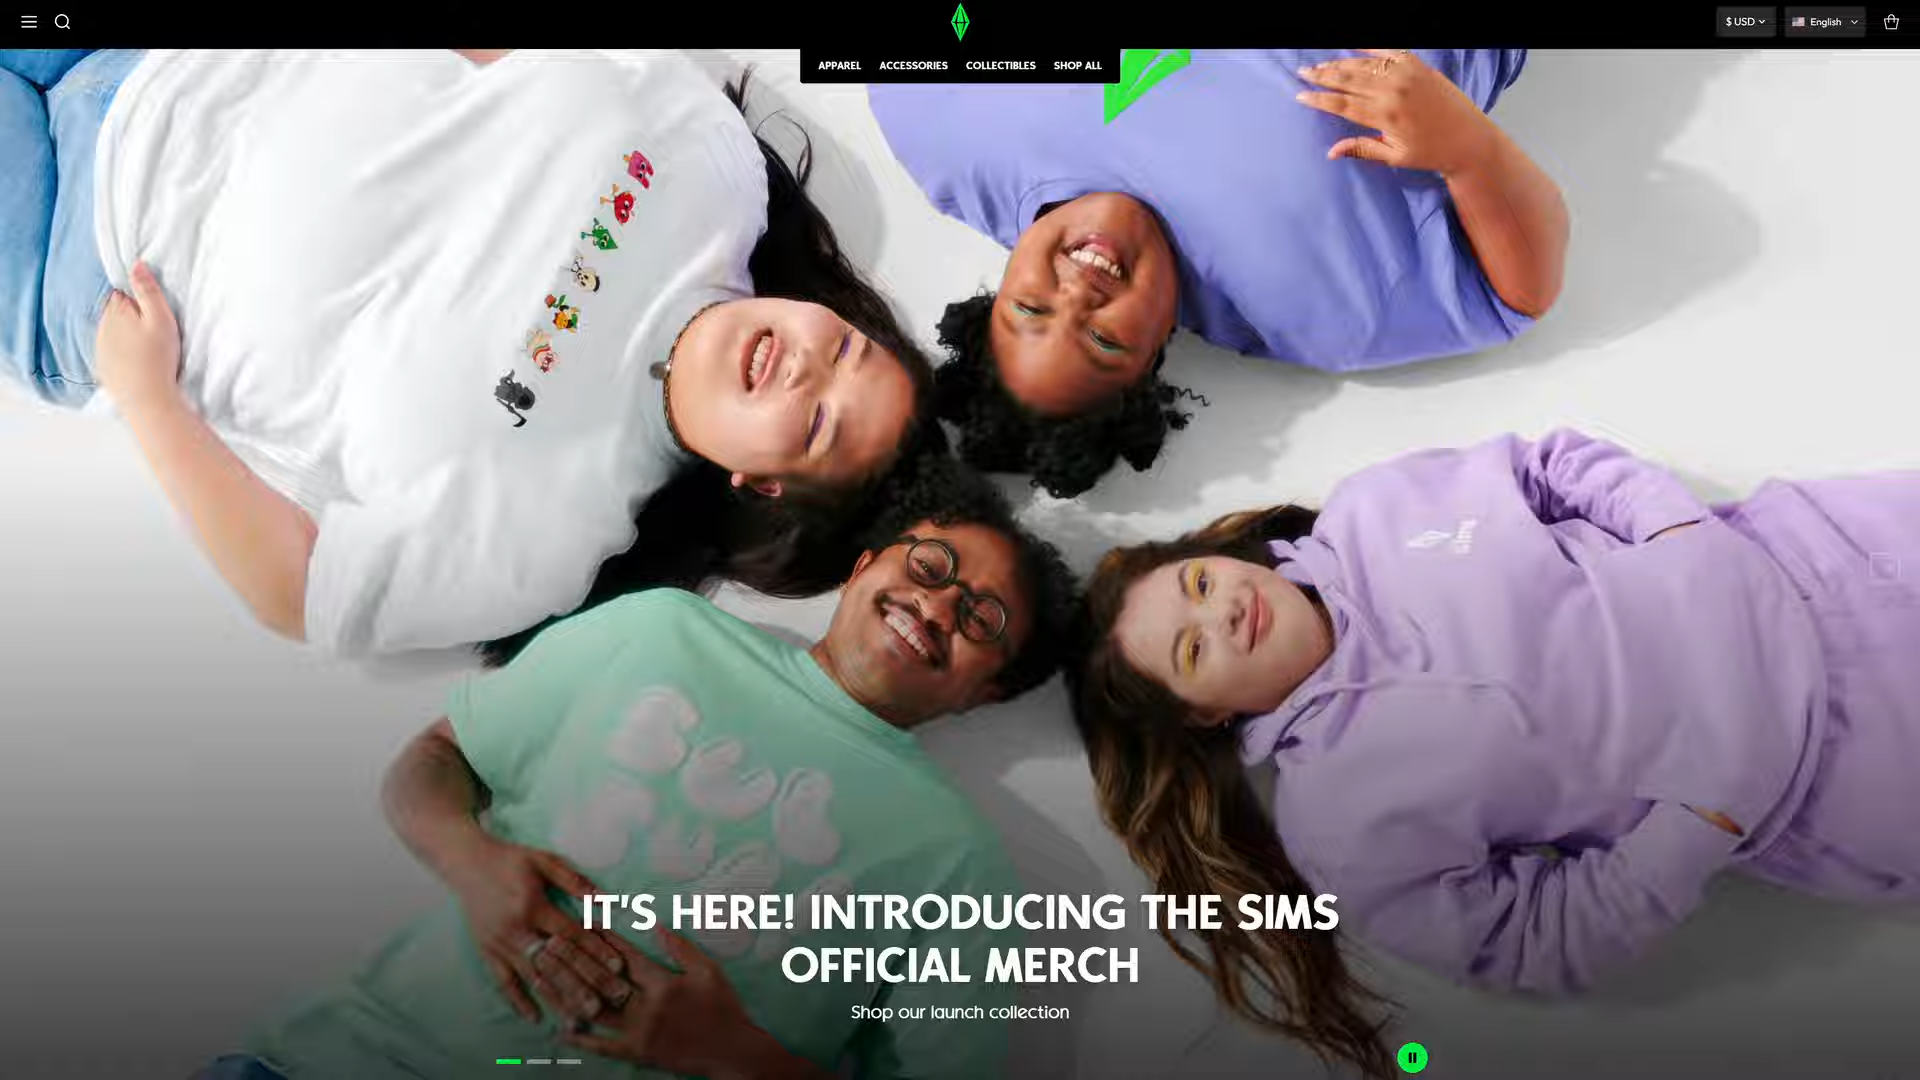 $ USD
English
APPAREL ACCESSORIES COLLECTIBLES SHOP ALL
IT'S HERE! INTRODUCING THE SIMS
OFFICIAL MERCH
Shop our launch collection